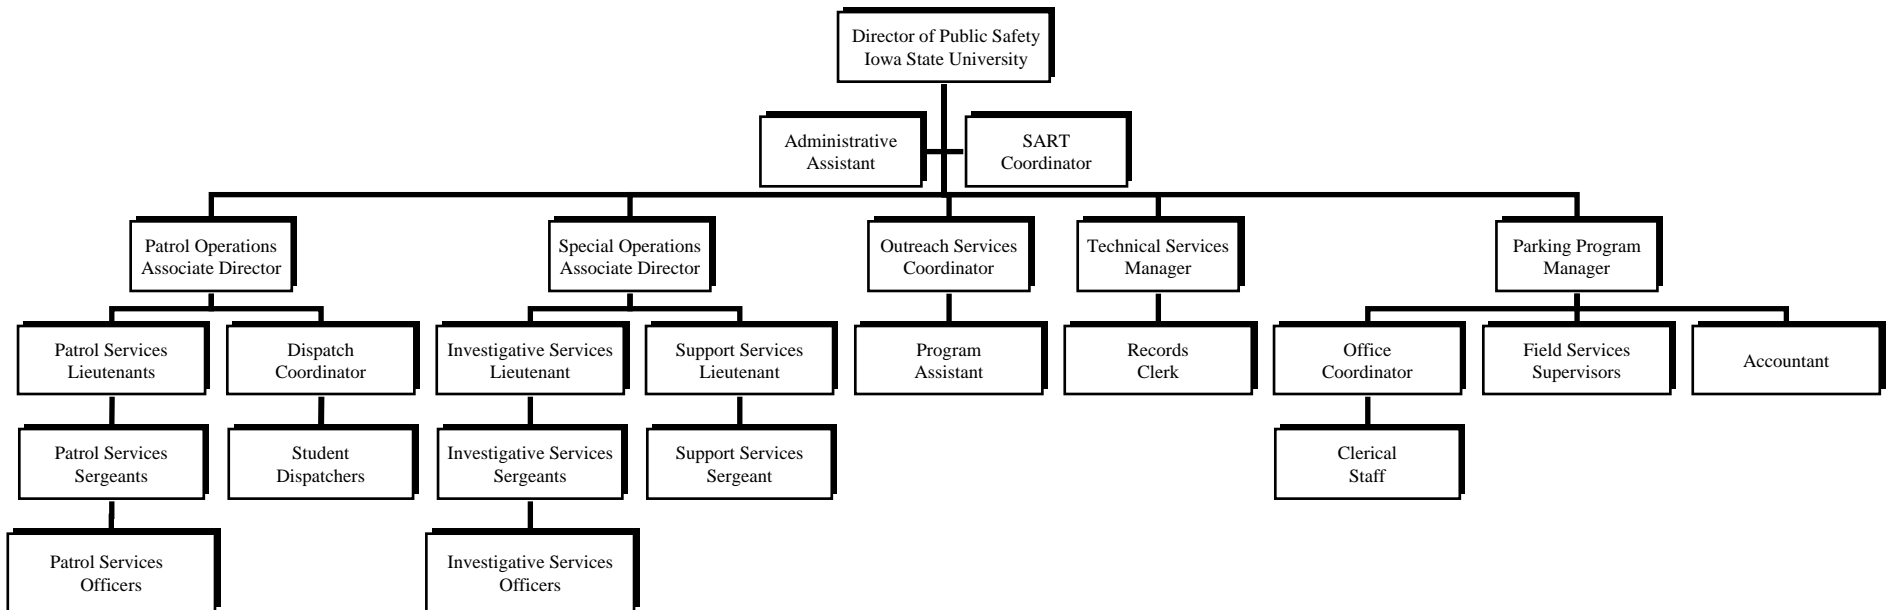 Director of Public Safety
Iowa State University
Administrative
Assistant
SART
Coordinator
Patrol Operations
Associate Director
Special Operations
Associate Director
Outreach Services
Coordinator
Technical Services
Manager
Parking Program
Manager
Patrol Services
Lieutenants
Dispatch
Coordinator
Investigative Services
Lieutenant
Support Services
Lieutenant
Program
Assistant
Records
Clerk
Office
Coordinator
Field Services
Supervisors
Accountant
Patrol Services
Sergeants
Student
Dispatchers
Investigative Services
Sergeants
Support Services
Sergeant
Clerical
Staff
Patrol Services
Officers
Investigative Services
Officers